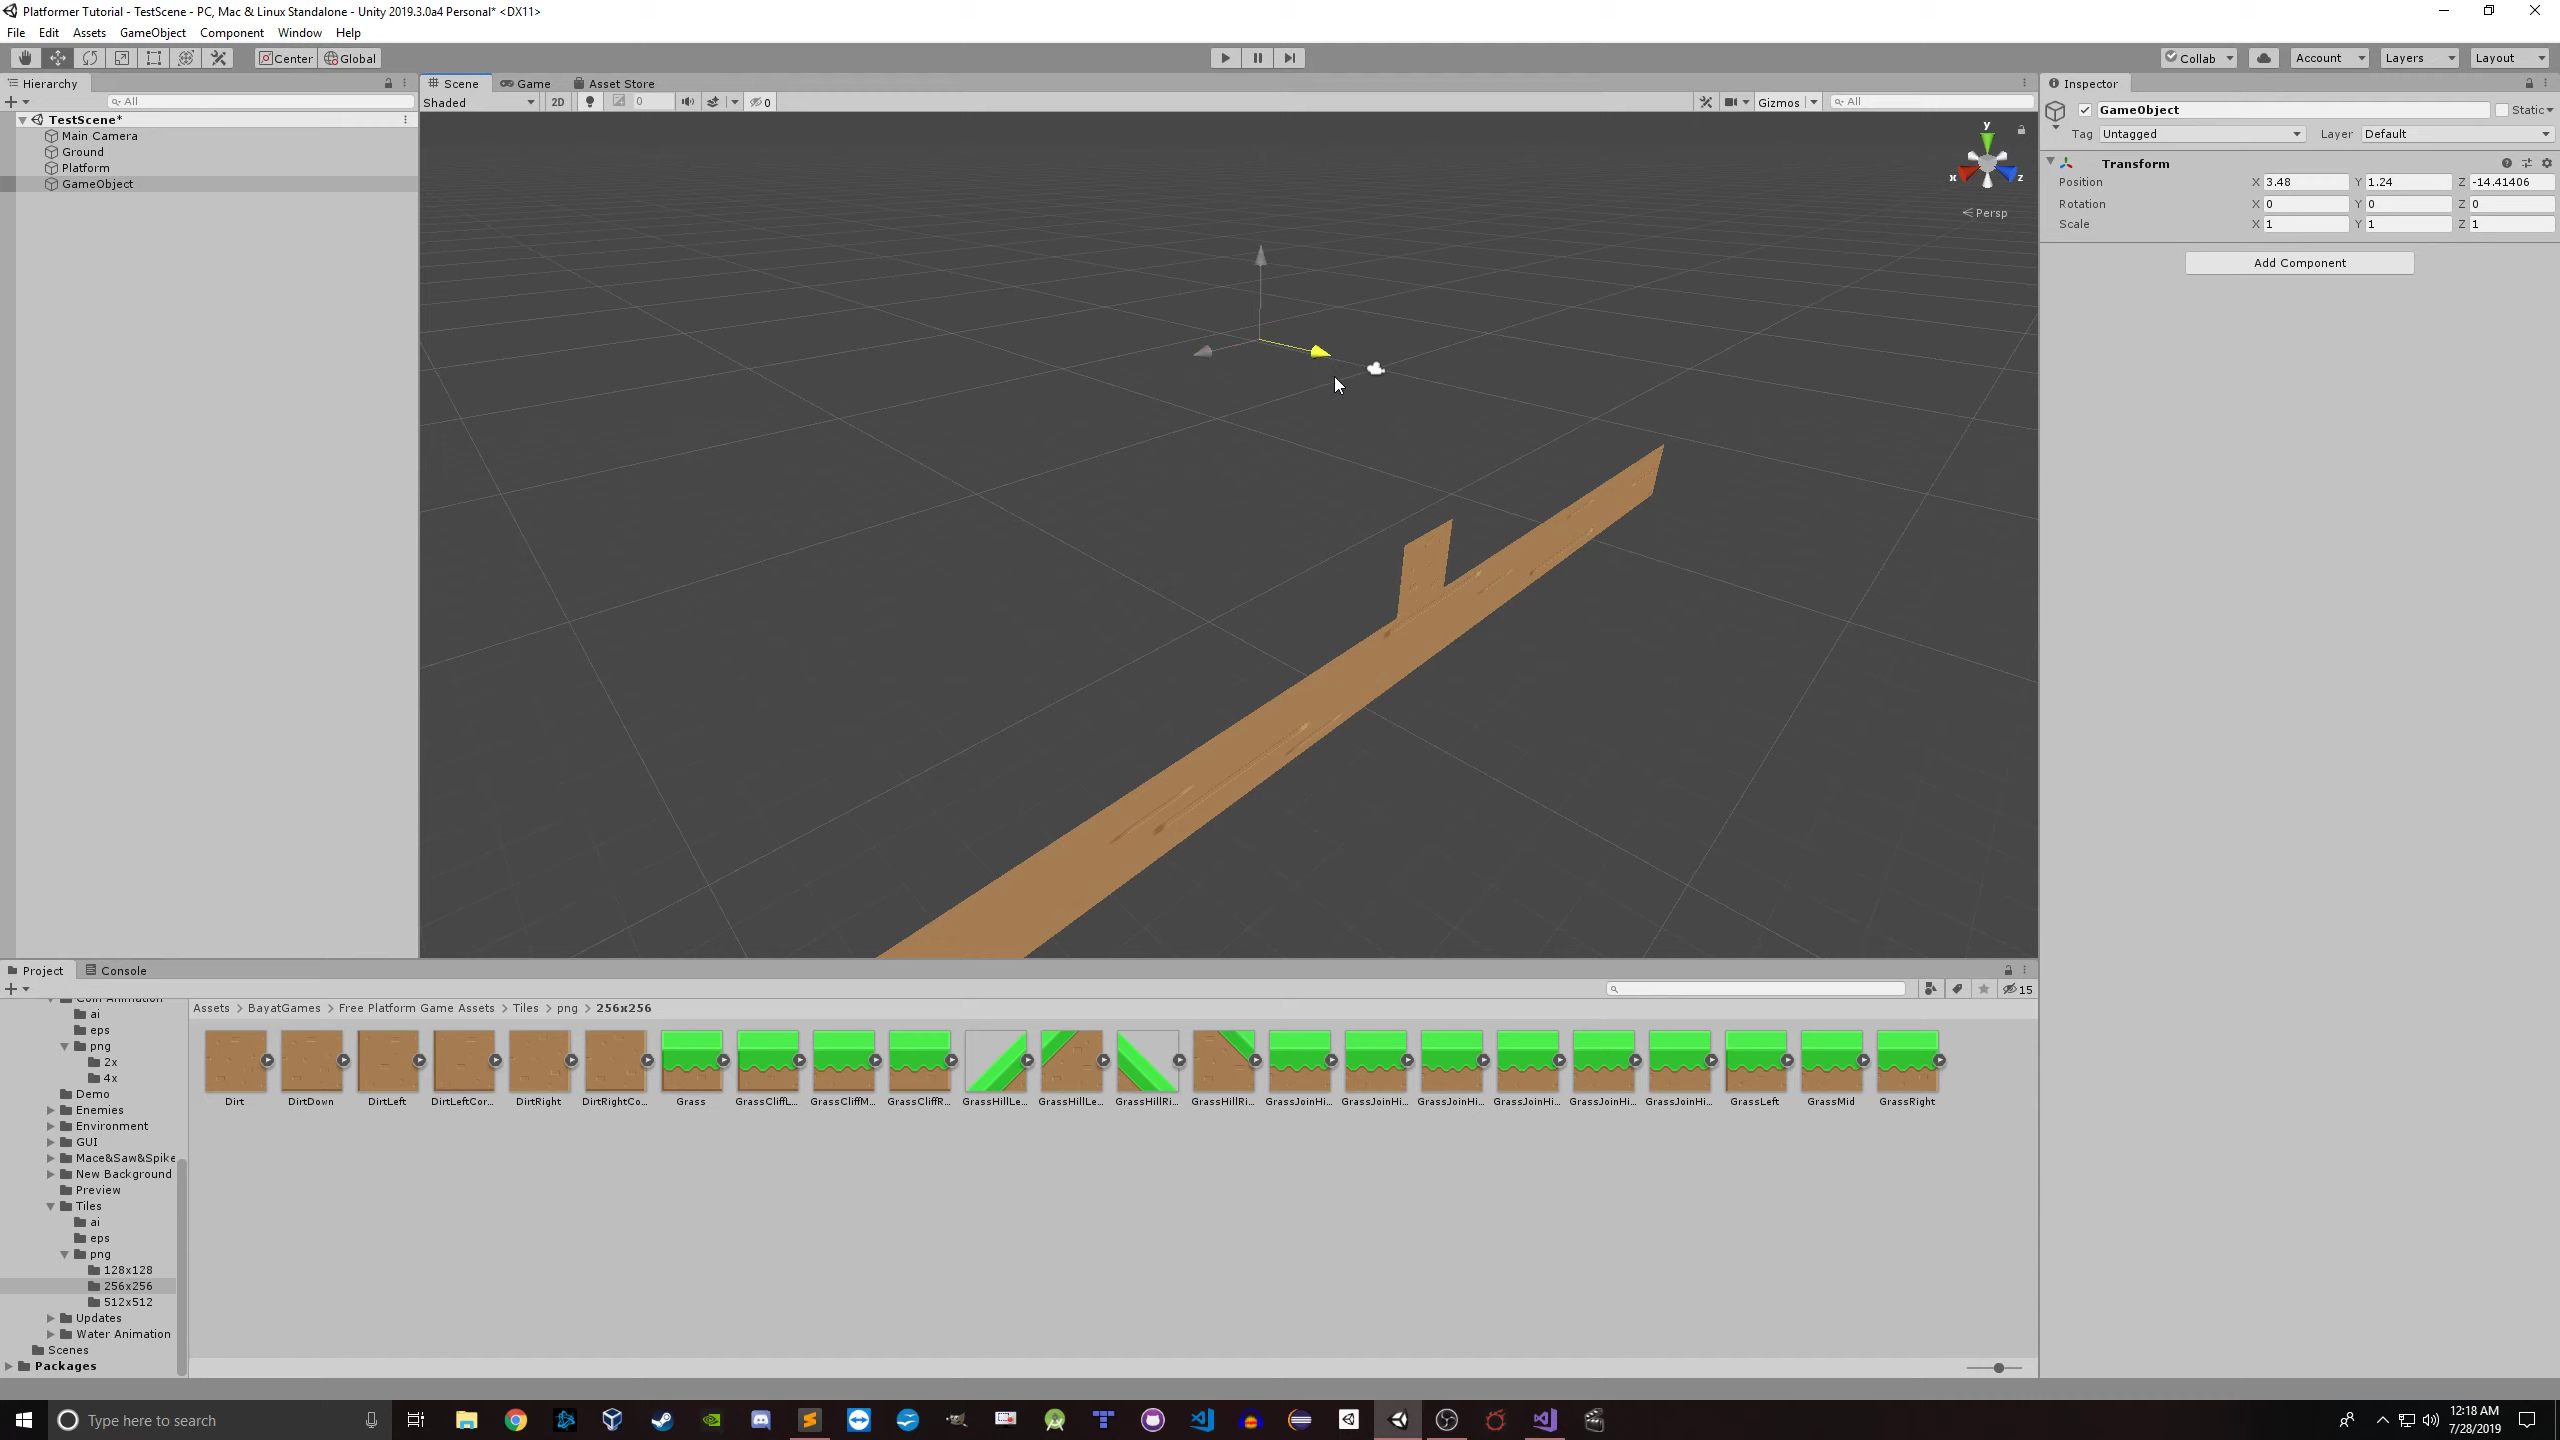 Platformer Tutorial - TestScene - PC, Mac & Linux Standalone - Unity 2019.3.0a4 Personal* <DX11>
File Edit Assets GameObject Component Window Help
Center Global Collab Account Layers Layout
Hierarchy
All
TestScene*
Main Camera
Ground
Platform
GameObject
Scene Game Asset Store
Shaded 2D 0 0 Gizmos All
y
x z
Persp
Inspector
GameObject Static
Tag Untagged Layer Default
Transform
Position X 3.48 Y 1.24 Z -14.41406
Rotation X 0 Y 0 Z 0
Scale X 1 Y 1 Z 1
Add Component
Project Console
15
Coin Animation
ai
eps
png
2x
4x
Demo
Enemies
Environment
GUI
Mace&Saw&Spike
New Background
Preview
Tiles
ai
eps
png
128x128
256x256
512x512
Updates
Water Animation
Scenes
Packages
Assets > BayatGames > Free Platform Game Assets > Tiles > png > 256x256
Dirt DirtDown DirtLeft DirtLeftCor... DirtRight DirtRightCo... Grass GrassCliffL... GrassCliffM... GrassCliffR... GrassHillLe... GrassHillLe... GrassHillRi... GrassHillRi... GrassJoinHi... GrassJoinHi... GrassJoinHi... GrassJoinHi... GrassJoinHi... GrassJoinHi... GrassLeft GrassMid GrassRight
Type here to search
12:18 AM
7/28/2019